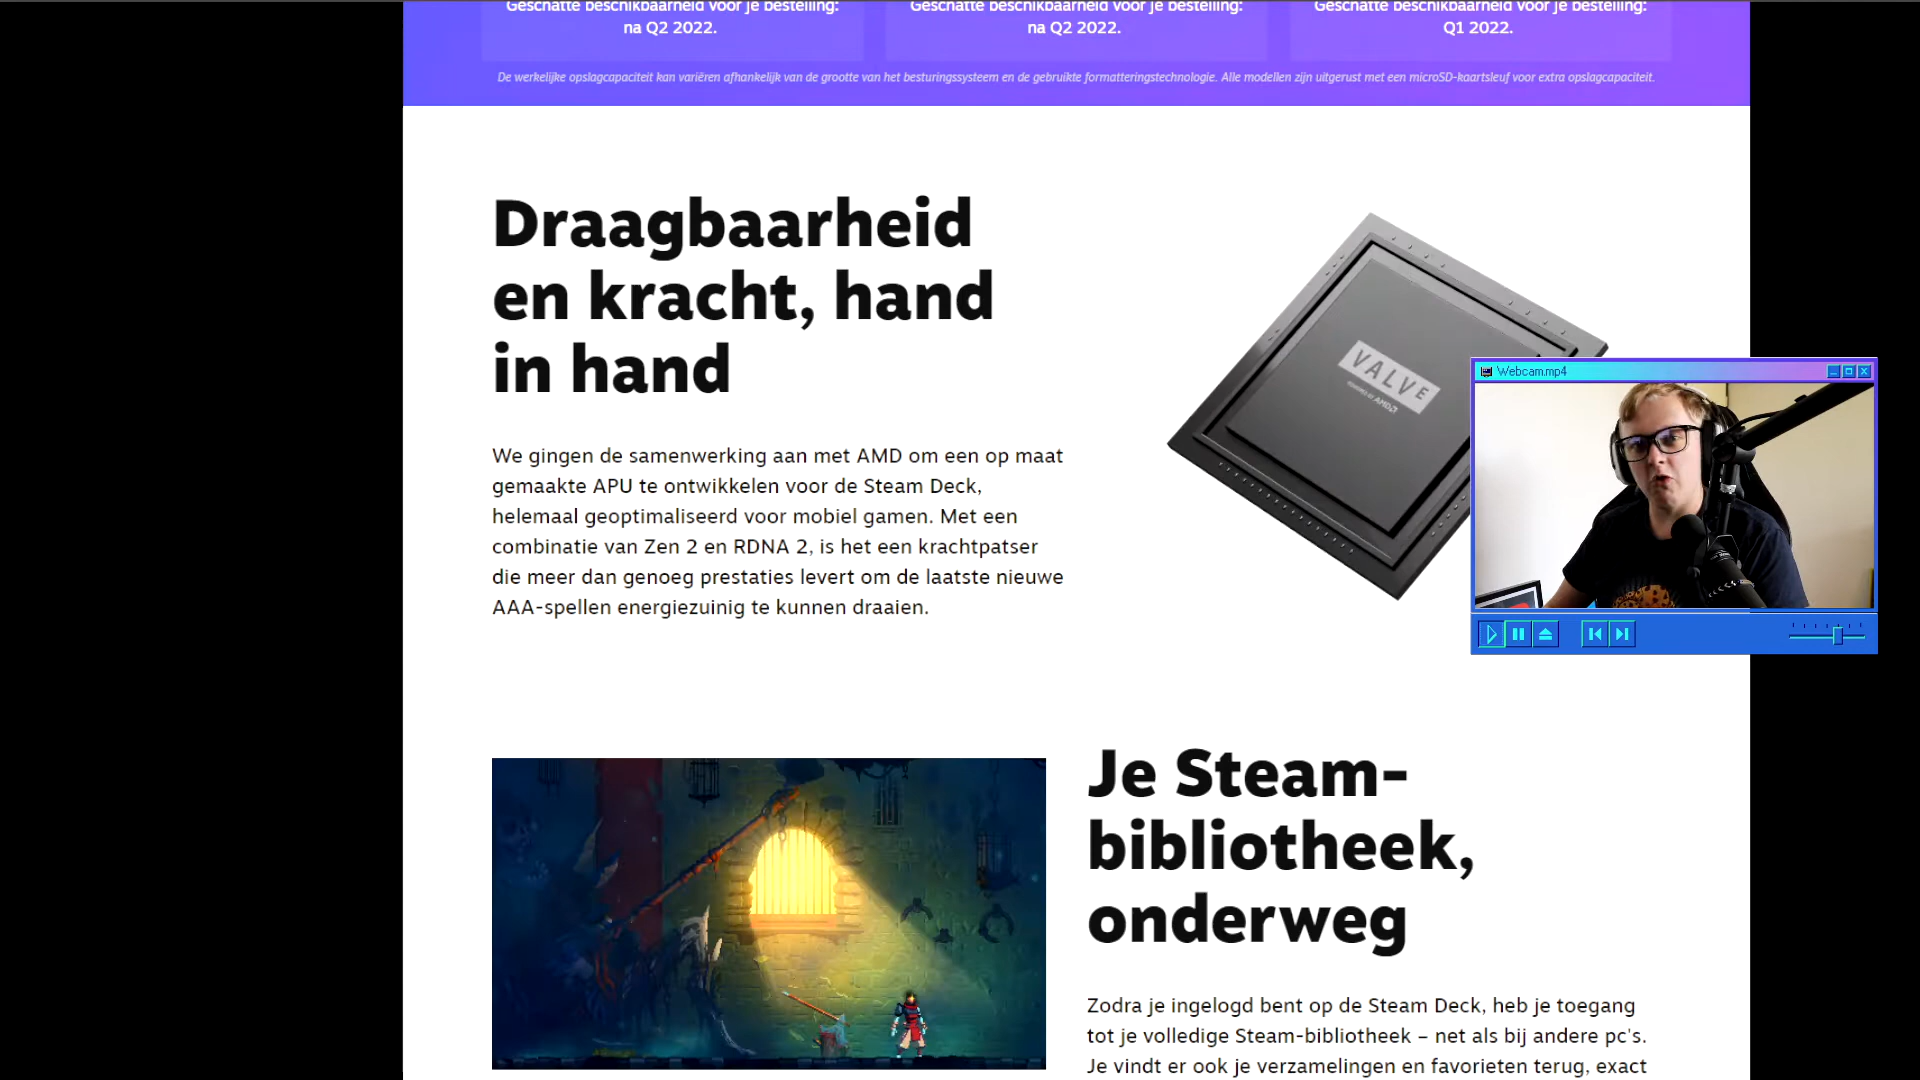 Geschatte beschikbaarheid voor je bestelling:
na Q2 2022.
Geschatte beschikbaarheid voor je bestelling:
na Q2 2022.
Geschatte beschikbaarheid voor je bestelling:
Q1 2022.
De werkelijke opslagcapaciteit kan variëren afhankelijk van de grootte van het besturingssysteem en de gebruikte formatteringstechnologie. Alle modellen zijn uitgerust met een microSD-kaartsleuf voor extra opslagcapaciteit.
Draagbaarheid
en kracht, hand
in hand
We gingen de samenwerking aan met AMD om een op maat
gemaakte APU te ontwikkelen voor de Steam Deck,
helemaal geoptimaliseerd voor mobiel gamen. Met een
combinatie van Zen 2 en RDNA 2, is het een krachtpatser
die meer dan genoeg prestaties levert om de laatste nieuwe
AAA-spellen energiezuinig te kunnen draaien.
VALVE
POWERED BY AMD
Webcam.mp4
Je Steam-
bibliotheek,
onderweg
Zodra je ingelogd bent op de Steam Deck, heb je toegang
tot je volledige Steam-bibliotheek – net als bij andere pc's.
Je vindt er ook je verzamelingen en favorieten terug, exact